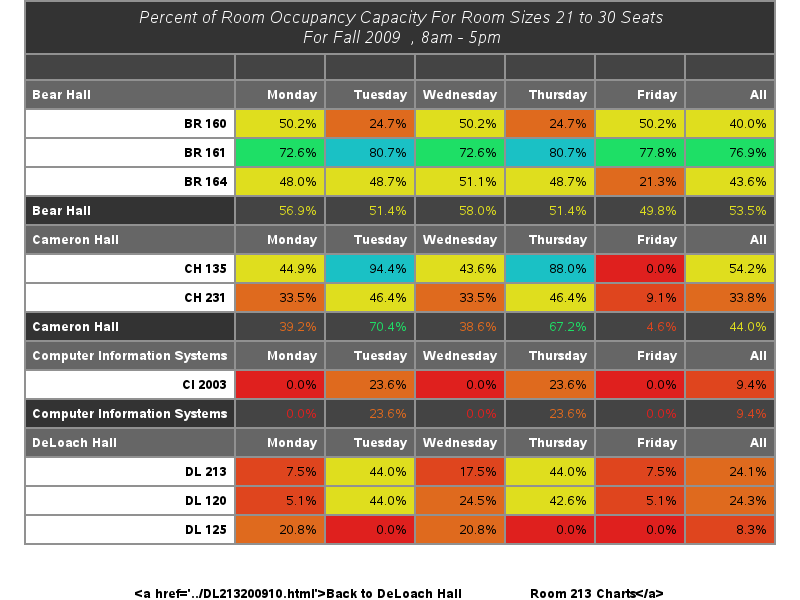 Percent of Room Occupancy Capacity For Room Sizes 21 to 30 Seats
For Fall 2009 , 8am - 5pm
Bear Hall Monday Tuesday Wednesday Thursday Friday All
BR 160 50.2% 24.7% 50.2% 24.7% 50.2% 40.0%
BR 161 72.6% 80.7% 72.6% 80.7% 77.8% 76.9%
BR 164 48.0% 48.7% 51.1% 48.7% 21.3% 43.6%
Bear Hall 56.9% 51.4% 58.0% 51.4% 49.8% 53.5%
Cameron Hall Monday Tuesday Wednesday Thursday Friday All
CH 135 44.9% 94.4% 43.6% 88.0% 0.0% 54.2%
CH 231 33.5% 46.4% 33.5% 46.4% 9.1% 33.8%
Cameron Hall 39.2% 70.4% 38.6% 67.2% 4.6% 44.0%
Computer Information Systems Monday Tuesday Wednesday Thursday Friday All
CI 2003 0.0% 23.6% 0.0% 23.6% 0.0% 9.4%
Computer Information Systems 0.0% 23.6% 0.0% 23.6% 0.0% 9.4%
DeLoach Hall Monday Tuesday Wednesday Thursday Friday All
DL 213 7.5% 44.0% 17.5% 44.0% 7.5% 24.1%
DL 120 5.1% 44.0% 24.5% 42.6% 5.1% 24.3%
DL 125 20.8% 0.0% 20.8% 0.0% 0.0% 8.3%
<a href='../DL213200910.html'>Back to DeLoach Hall Room 213 Charts</a>